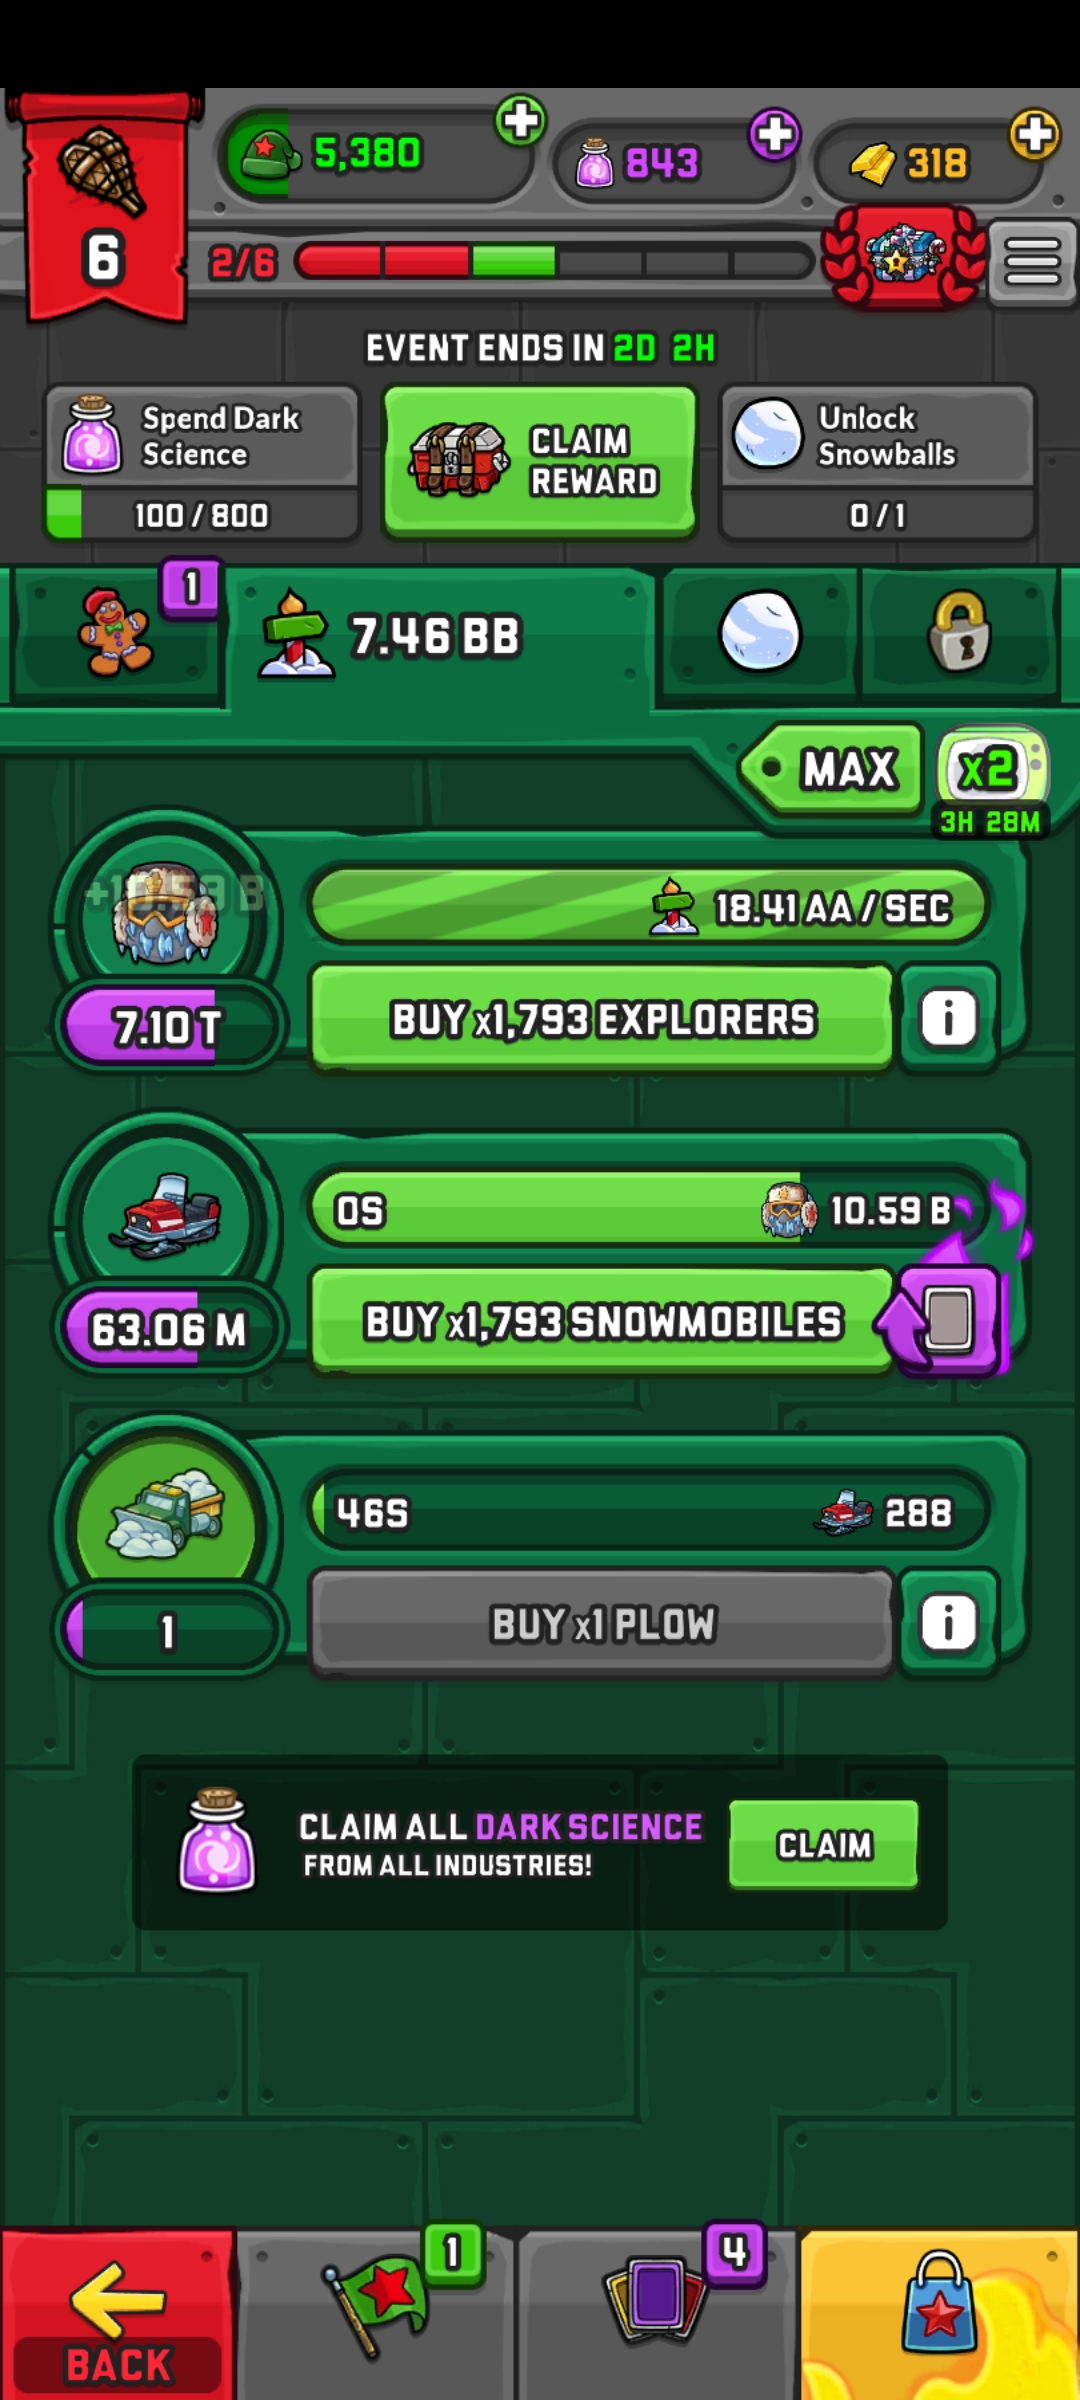 5,380
843
318
6
2/6
EVENT ENDS IN 2D 2H
Spend Dark
Science
100 / 800
CLAIM
REWARD
Unlock
Snowballs
0 / 1
1
7.46 BB
MAX
x2
3H 28M
+10.59 B
18.41 AA / SEC
7.10 T
BUY x1,793 EXPLORERS
i
0S
10.59 B
63.06 M
BUY x1,793 SNOWMOBILES
46S
288
1
BUY x1 PLOW
i
CLAIM ALL DARK SCIENCE
FROM ALL INDUSTRIES!
CLAIM
1
4
BACK